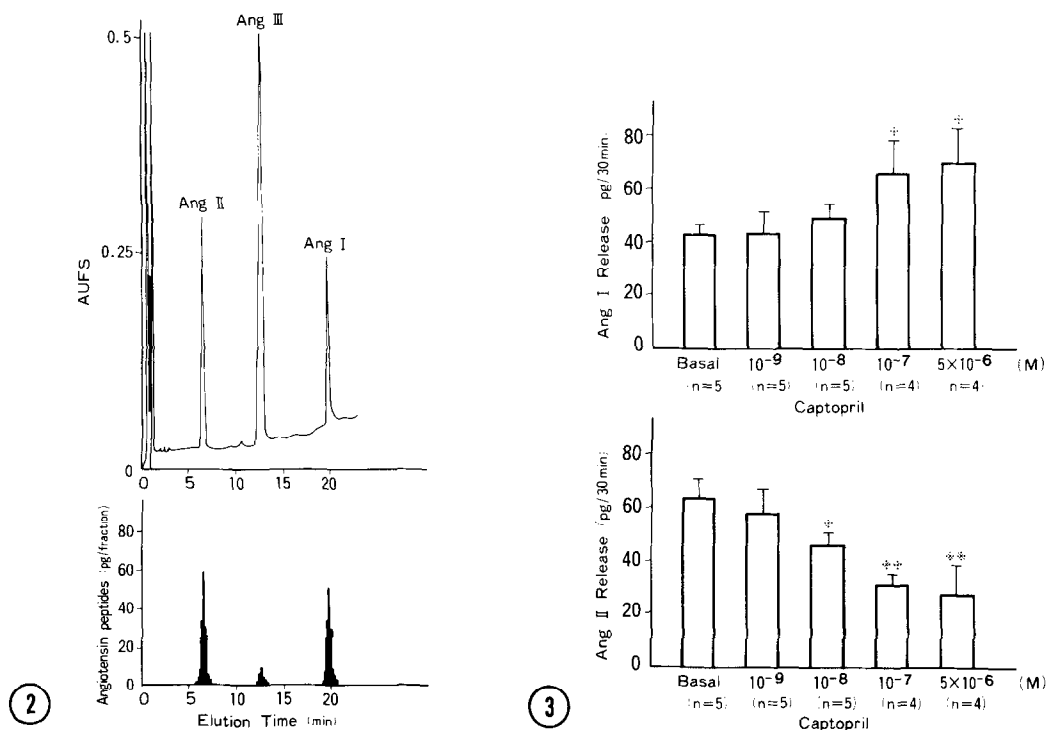 Ang III
0.5
Ang II
Ang I
0.25
AUFS
0
0 5 10 15 20
Angiotensin peptides (pg/fraction)
80
60
40
20
0
0 5 10 15 20
Elution Time (min)
2
Ang I Release pg/30min.
80
60
40
20
0
Basal 10-9 10-8 10-7 5×10-6 (M)
n=5 (n=5) (n=5) (n=4) n=4
Captopril
Ang II Release (pg/30min)
80
60
40
20
0
Basal 10-9 10-8 10-7 5×10-6 (M)
(n=5) (n=5) (n=5) (n=4) (n=4)
Captopril
3